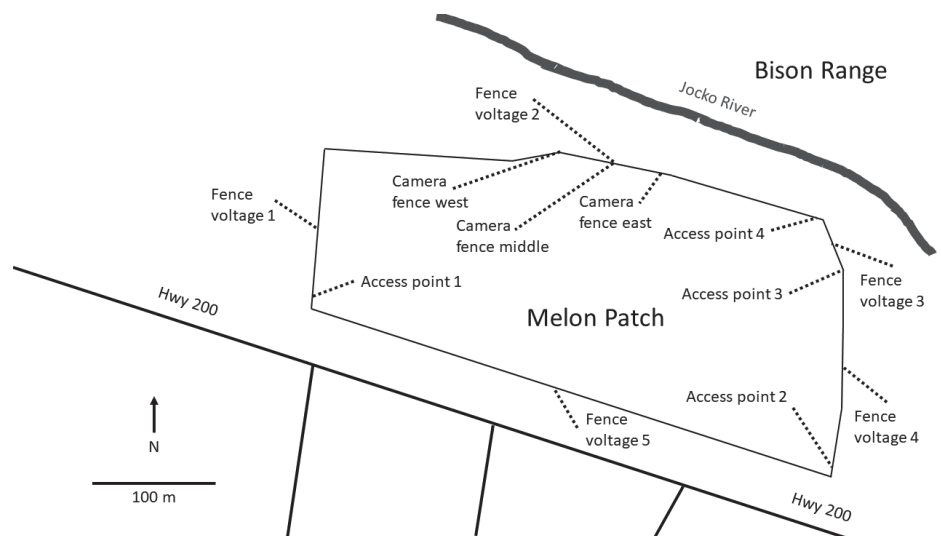 Bison Range
Jocko River
Fence
voltage 2
Camera
fence west
Fence
voltage 1
Camera
fence middle
Camera
fence east
Access point 4
Access point 1
Access point 3
Fence
voltage 3
Hwy 200
Melon Patch
Access point 2
Fence
voltage 5
Fence
voltage 4
N
100 m
Hwy 200